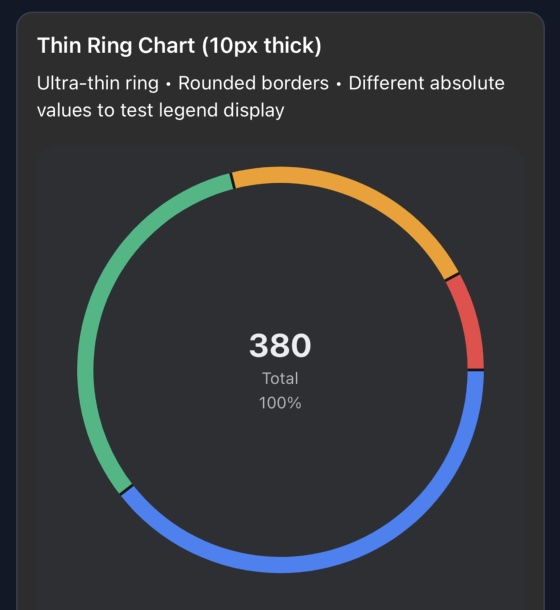 Thin Ring Chart (10px thick)
Ultra-thin ring • Rounded borders • Different absolute
values to test legend display
380
Total
100%